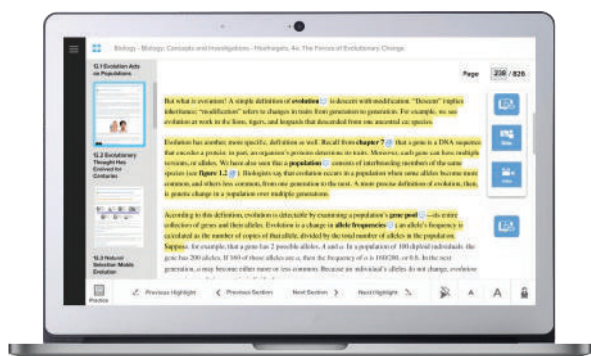 Biology - Biology: Concepts and Investigations - Hoefnagels, 4e: The Forces of Evolutionary Change
12.1 Evolution Acts
on Populations
Page 238 / 826
But what is evolution? A simple definition of evolution is descent with modification. "Descent" implies
inheritance; "modification" refers to changes in traits from generation to generation. For example, we see
evolution at work in the lions, tigers, and leopards that descended from one ancestral cat species.
Evolution has another, more specific, definition as well. Recall from chapter 7 that a gene is a DNA sequence
that encodes a protein; in part, an organism's proteins determine its traits. Moreover, each gene can have multiple
versions, or alleles. We have also seen that a population consists of interbreeding members of the same
species (see figure 1.2). Biologists say that evolution occurs in a population when some alleles become more
common, and others less common, from one generation to the next. A more precise definition of evolution, then,
is genetic change in a population over multiple generations.
12.2 Evolutionary
Thought Has
Evolved for
Centuries
According to this definition, evolution is detectable by examining a population's gene pool —its entire
collection of genes and their alleles. Evolution is a change in allele frequencies; an allele's frequency is
calculated as the number of copies of that allele, divided by the total number of alleles in the population.
Suppose, for example, that a gene has 2 possible alleles, A and a. In a population of 100 diploid individuals, the
gene has 200 alleles. If 160 of those alleles are a, then the frequency of a is 160/200, or 0.8. In the next
generation, a may become either more or less common. Because an individual's alleles do not change, evolution
12.3 Natural
Selection Molds
Evolution
Practice
Previous Highlight
Previous Section
Next Section
Next Highlight
A
A